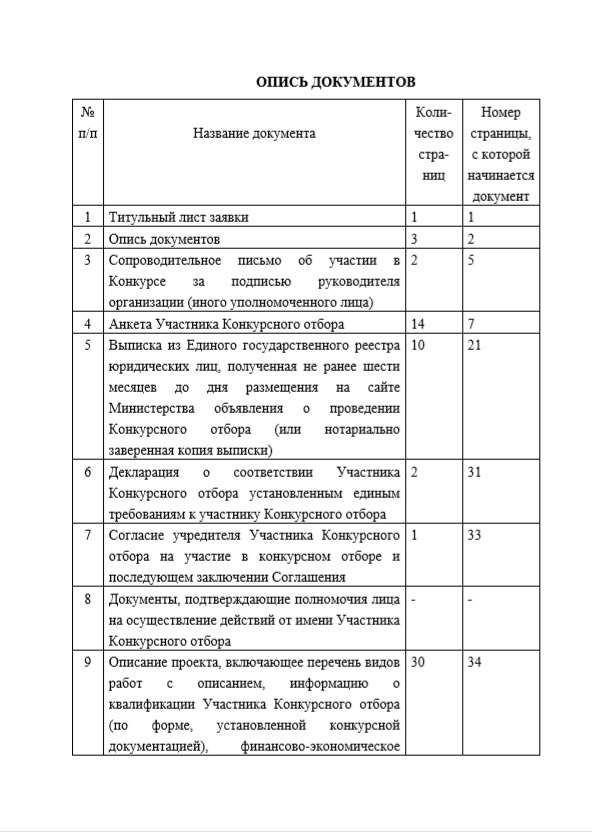 ОПИСЬ ДОКУМЕНТОВ
№ п/п
Название документа
Коли-
чество
стра-
ниц
Номер
страницы,
с которой
начинается
документ
1 Титульный лист заявки 1 1
2 Опись документов 3 2
3 Сопроводительное письмо об участии в 2 5
Конкурсе за подписью руководителя
организации (иного уполномоченного лица)
4 Анкета Участника Конкурсного отбора 14 7
5 Выписка из Единого государственного реестра 10 21
юридических лиц, полученная не ранее шести
месяцев до дня размещения на сайте
Министерства объявления о проведении
Конкурсного отбора (или нотариально
заверенная копия выписки)
6 Декларация о соответствии Участника 2 31
Конкурсного отбора установленным единым
требованиям к участнику Конкурсного отбора
7 Согласие учредителя Участника Конкурсного 1 33
отбора на участие в конкурсном отборе и
последующем заключении Соглашения
8 Документы, подтверждающие полномочия лица - -
на осуществление действий от имени Участника
Конкурсного отбора
9 Описание проекта, включающее перечень видов 30 34
работ с описанием, информацию о
квалификации Участника Конкурсного отбора
(по форме, установленной конкурсной
документацией), финансово-экономическое